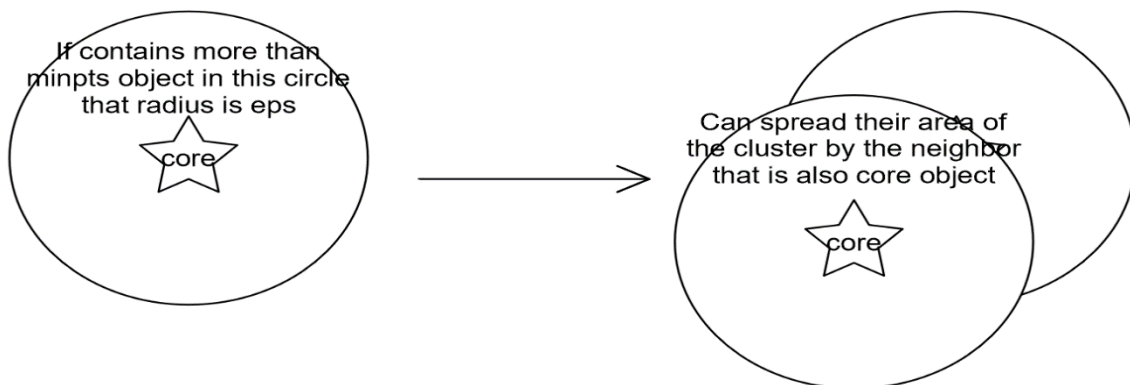 If contains more than
minpts object in this circle
that radius is eps
core
Can spread their area of
the cluster by the neighbor
that is also core object
core